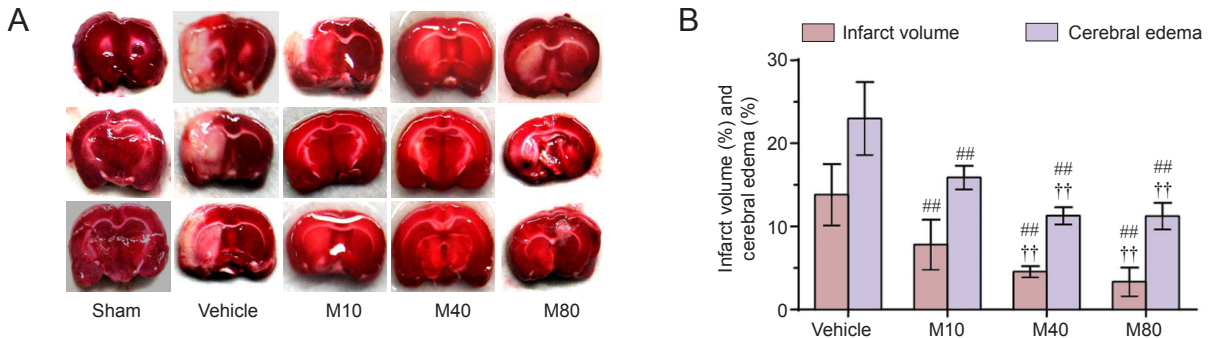 A
Sham Vehicle M10 M40 M80
B
Infarct volume Cerebral edema
Infarct volume (%) and
cerebral edema (%)
30
20
10
0
##
##
##
††
##
††
##
††
##
††
Vehicle M10 M40 M80